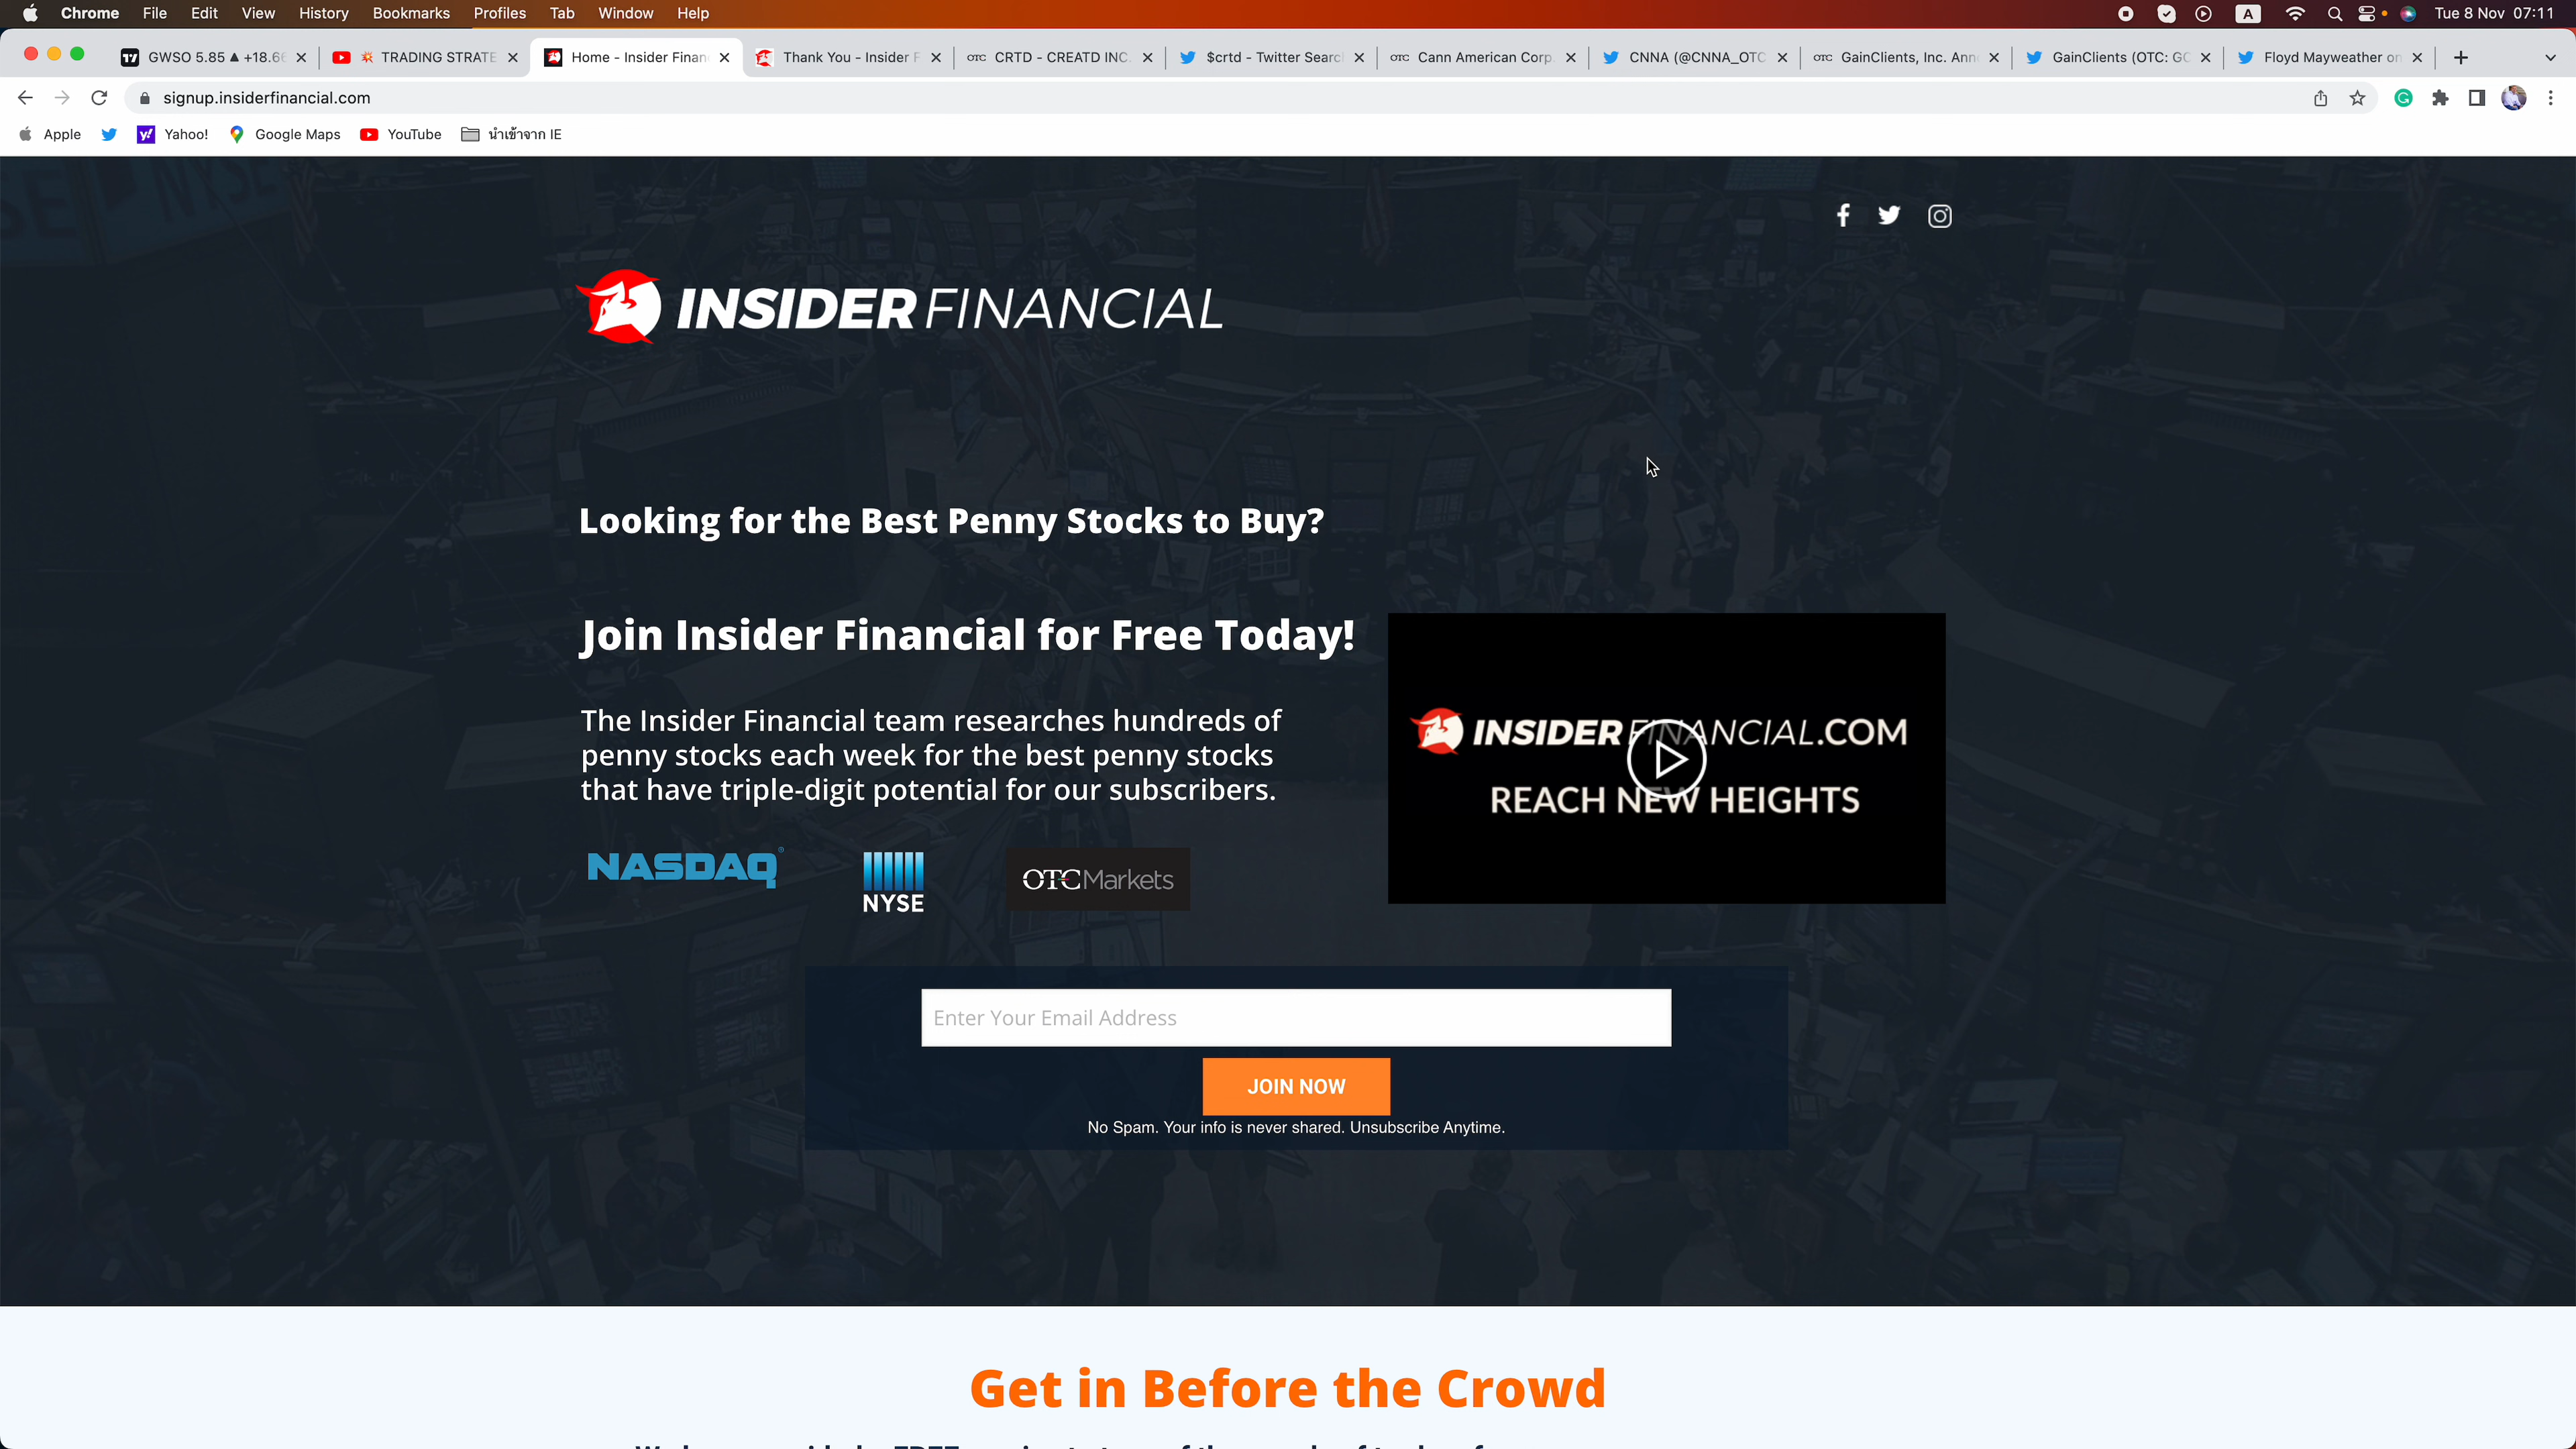 Chrome File Edit View History Bookmarks Profiles Tab Window Help A Tue 8 Nov 07:11
GWSO 5.85 ▲ +18.6 TRADING STRATE Home - Insider Finan Thank You - Insider F OTC CRTD - CREATD INC. $crtd - Twitter Searc OTC Cann American Corp. CNNA (@CNNA_OTC OTC GainClients, Inc. Ann GainClients (OTC: GC Floyd Mayweather on
signup.insiderfinancial.com
Apple Yahoo! Google Maps YouTube นำเข้าจาก IE
INSIDER FINANCIAL
Looking for the Best Penny Stocks to Buy?
Join Insider Financial for Free Today!
The Insider Financial team researches hundreds of
penny stocks each week for the best penny stocks
that have triple-digit potential for our subscribers.
INSIDER FINANCIAL.COM
REACH NEW HEIGHTS
NASDAQ
NYSE
OTC Markets
Enter Your Email Address
JOIN NOW
No Spam. Your info is never shared. Unsubscribe Anytime.
Get in Before the Crowd